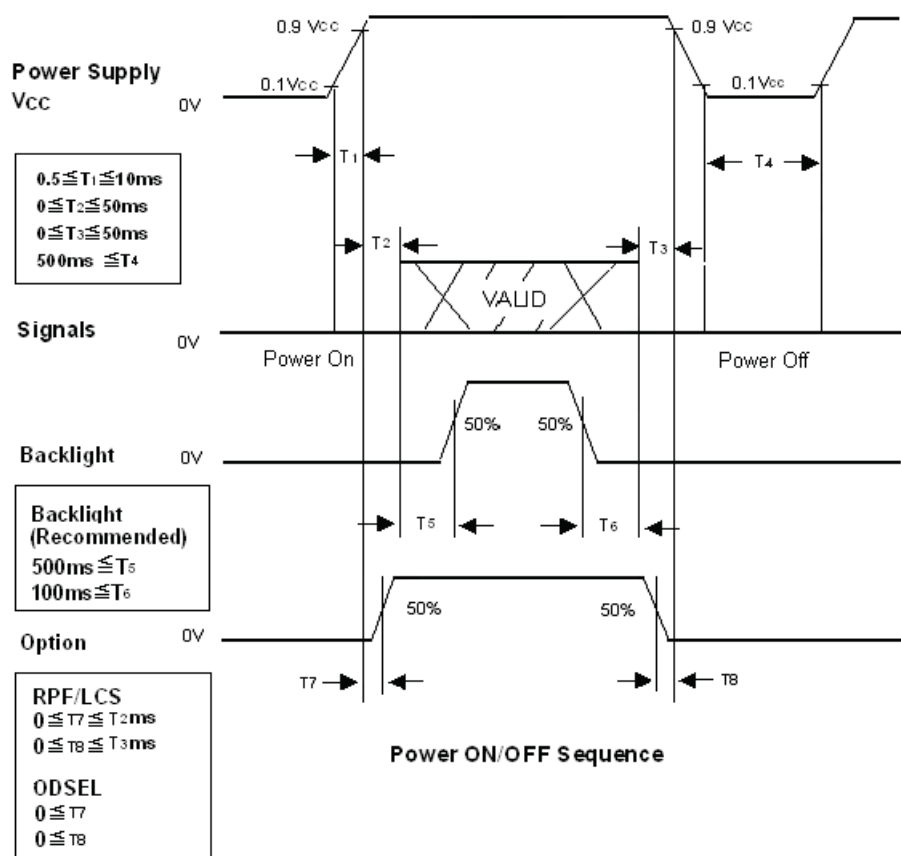 0.9 Vcc
0.9 Vcc
Power Supply
Vcc
0.1Vcc
0.1Vcc
0V
T1
T4
0.5≦T1≦10ms
0≦T2≦50ms
0≦T3≦50ms
500ms ≦T4
T2
T3
VALID
Signals
0V
Power On
Power Off
50%
50%
Backlight
0V
Backlight
(Recommended)
500ms≦T5
100ms≦T6
T5
T6
50%
50%
Option
0V
T7
T8
RPF/LCS
0≦T7≦T2ms
0≦T8≦T3ms
ODSEL
0≦T7
0≦T8
Power ON/OFF Sequence